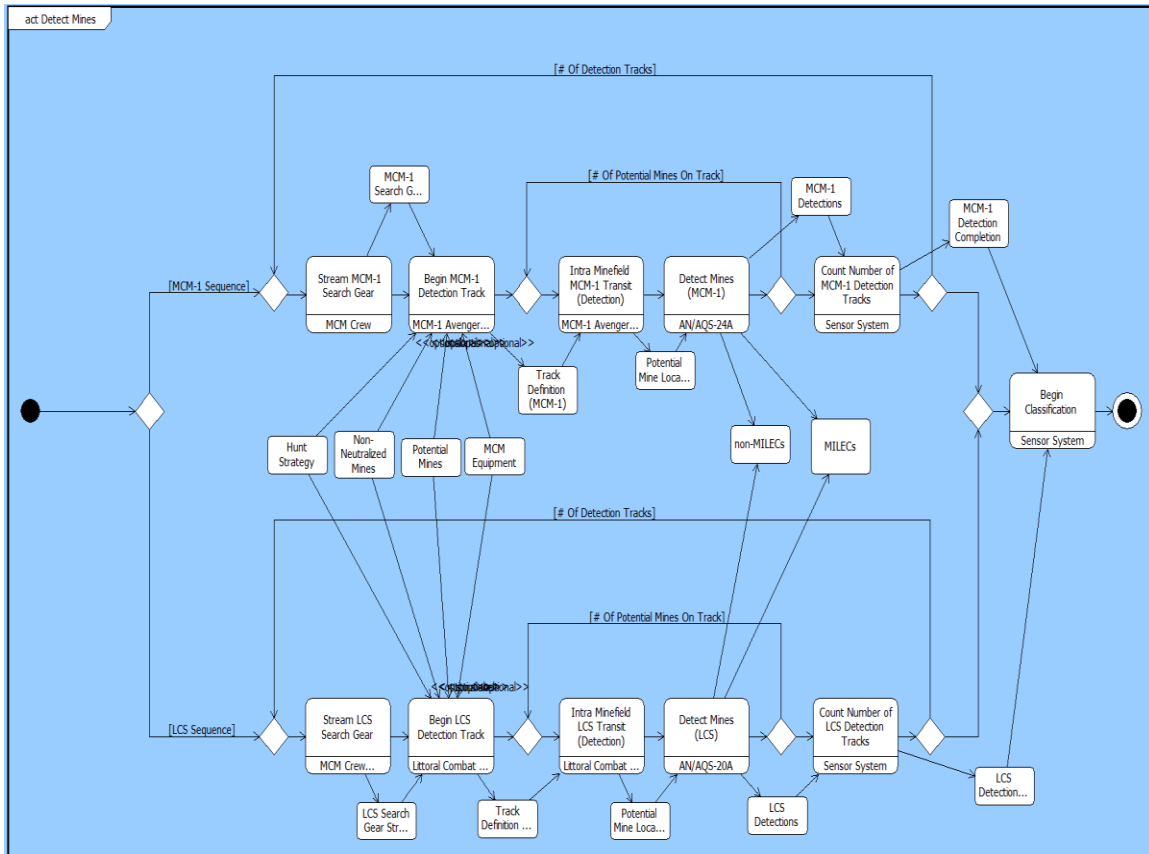 act Detect Mines
[# Of Detection Tracks]
MCM-1
Search G...
[# Of Potential Mines On Track]
MCM-1
Detections
MCM-1
Detection
Completion
[MCM-1 Sequence]
Stream MCM-1
Search Gear
MCM Crew
Begin MCM-1
Detection Track
MCM-1 Avenger...
Intra Minefield
MCM-1 Transit
(Detection)
MCM-1 Avenger...
Detect Mines
(MCM-1)
AN/AQS-24A
Count Number of
MCM-1 Detection
Tracks
Sensor System
Track
Definition
(MCM-1)
Potential
Mine Loca...
Begin
Classification
Sensor System
Hunt
Strategy
Non-
Neutralized
Mines
Potential
Mines
MCM
Equipment
non-MILECs
MILECs
[# Of Detection Tracks]
[# Of Potential Mines On Track]
[LCS Sequence]
Stream LCS
Search Gear
MCM Crew...
Begin LCS
Detection Track
Littoral Combat ...
Intra Minefield
LCS Transit
(Detection)
Littoral Combat ...
Detect Mines
(LCS)
AN/AQS-20A
Count Number of
LCS Detection
Tracks
Sensor System
LCS Search
Gear Str...
Track
Definition ...
Potential
Mine Loca...
LCS
Detections
LCS
Detection...